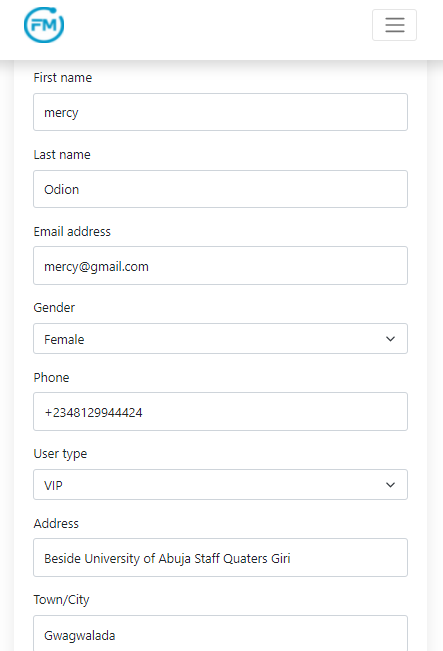 FM
First name
mercy
Last name
Odion
Email address
mercy@gmail.com
Gender
Female
Phone
+2348129944424
User type
VIP
Address
Beside University of Abuja Staff Quaters Giri
Town/City
Gwagwalada